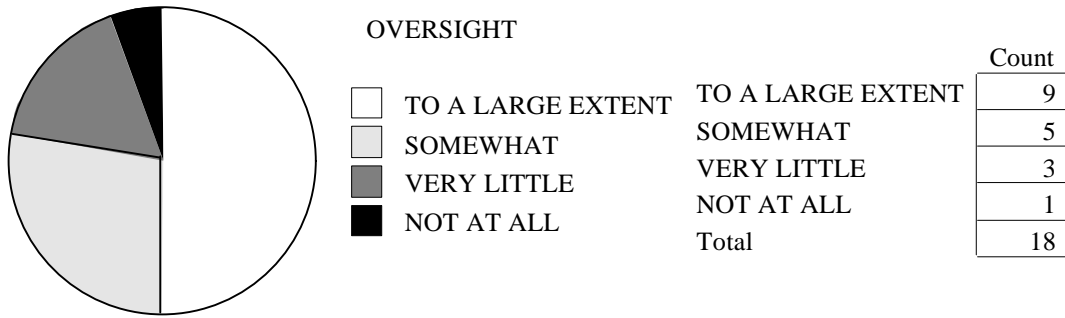 OVERSIGHT
TO A LARGE EXTENT
SOMEWHAT
VERY LITTLE
NOT AT ALL
Count
TO A LARGE EXTENT 9
SOMEWHAT 5
VERY LITTLE 3
NOT AT ALL 1
Total 18